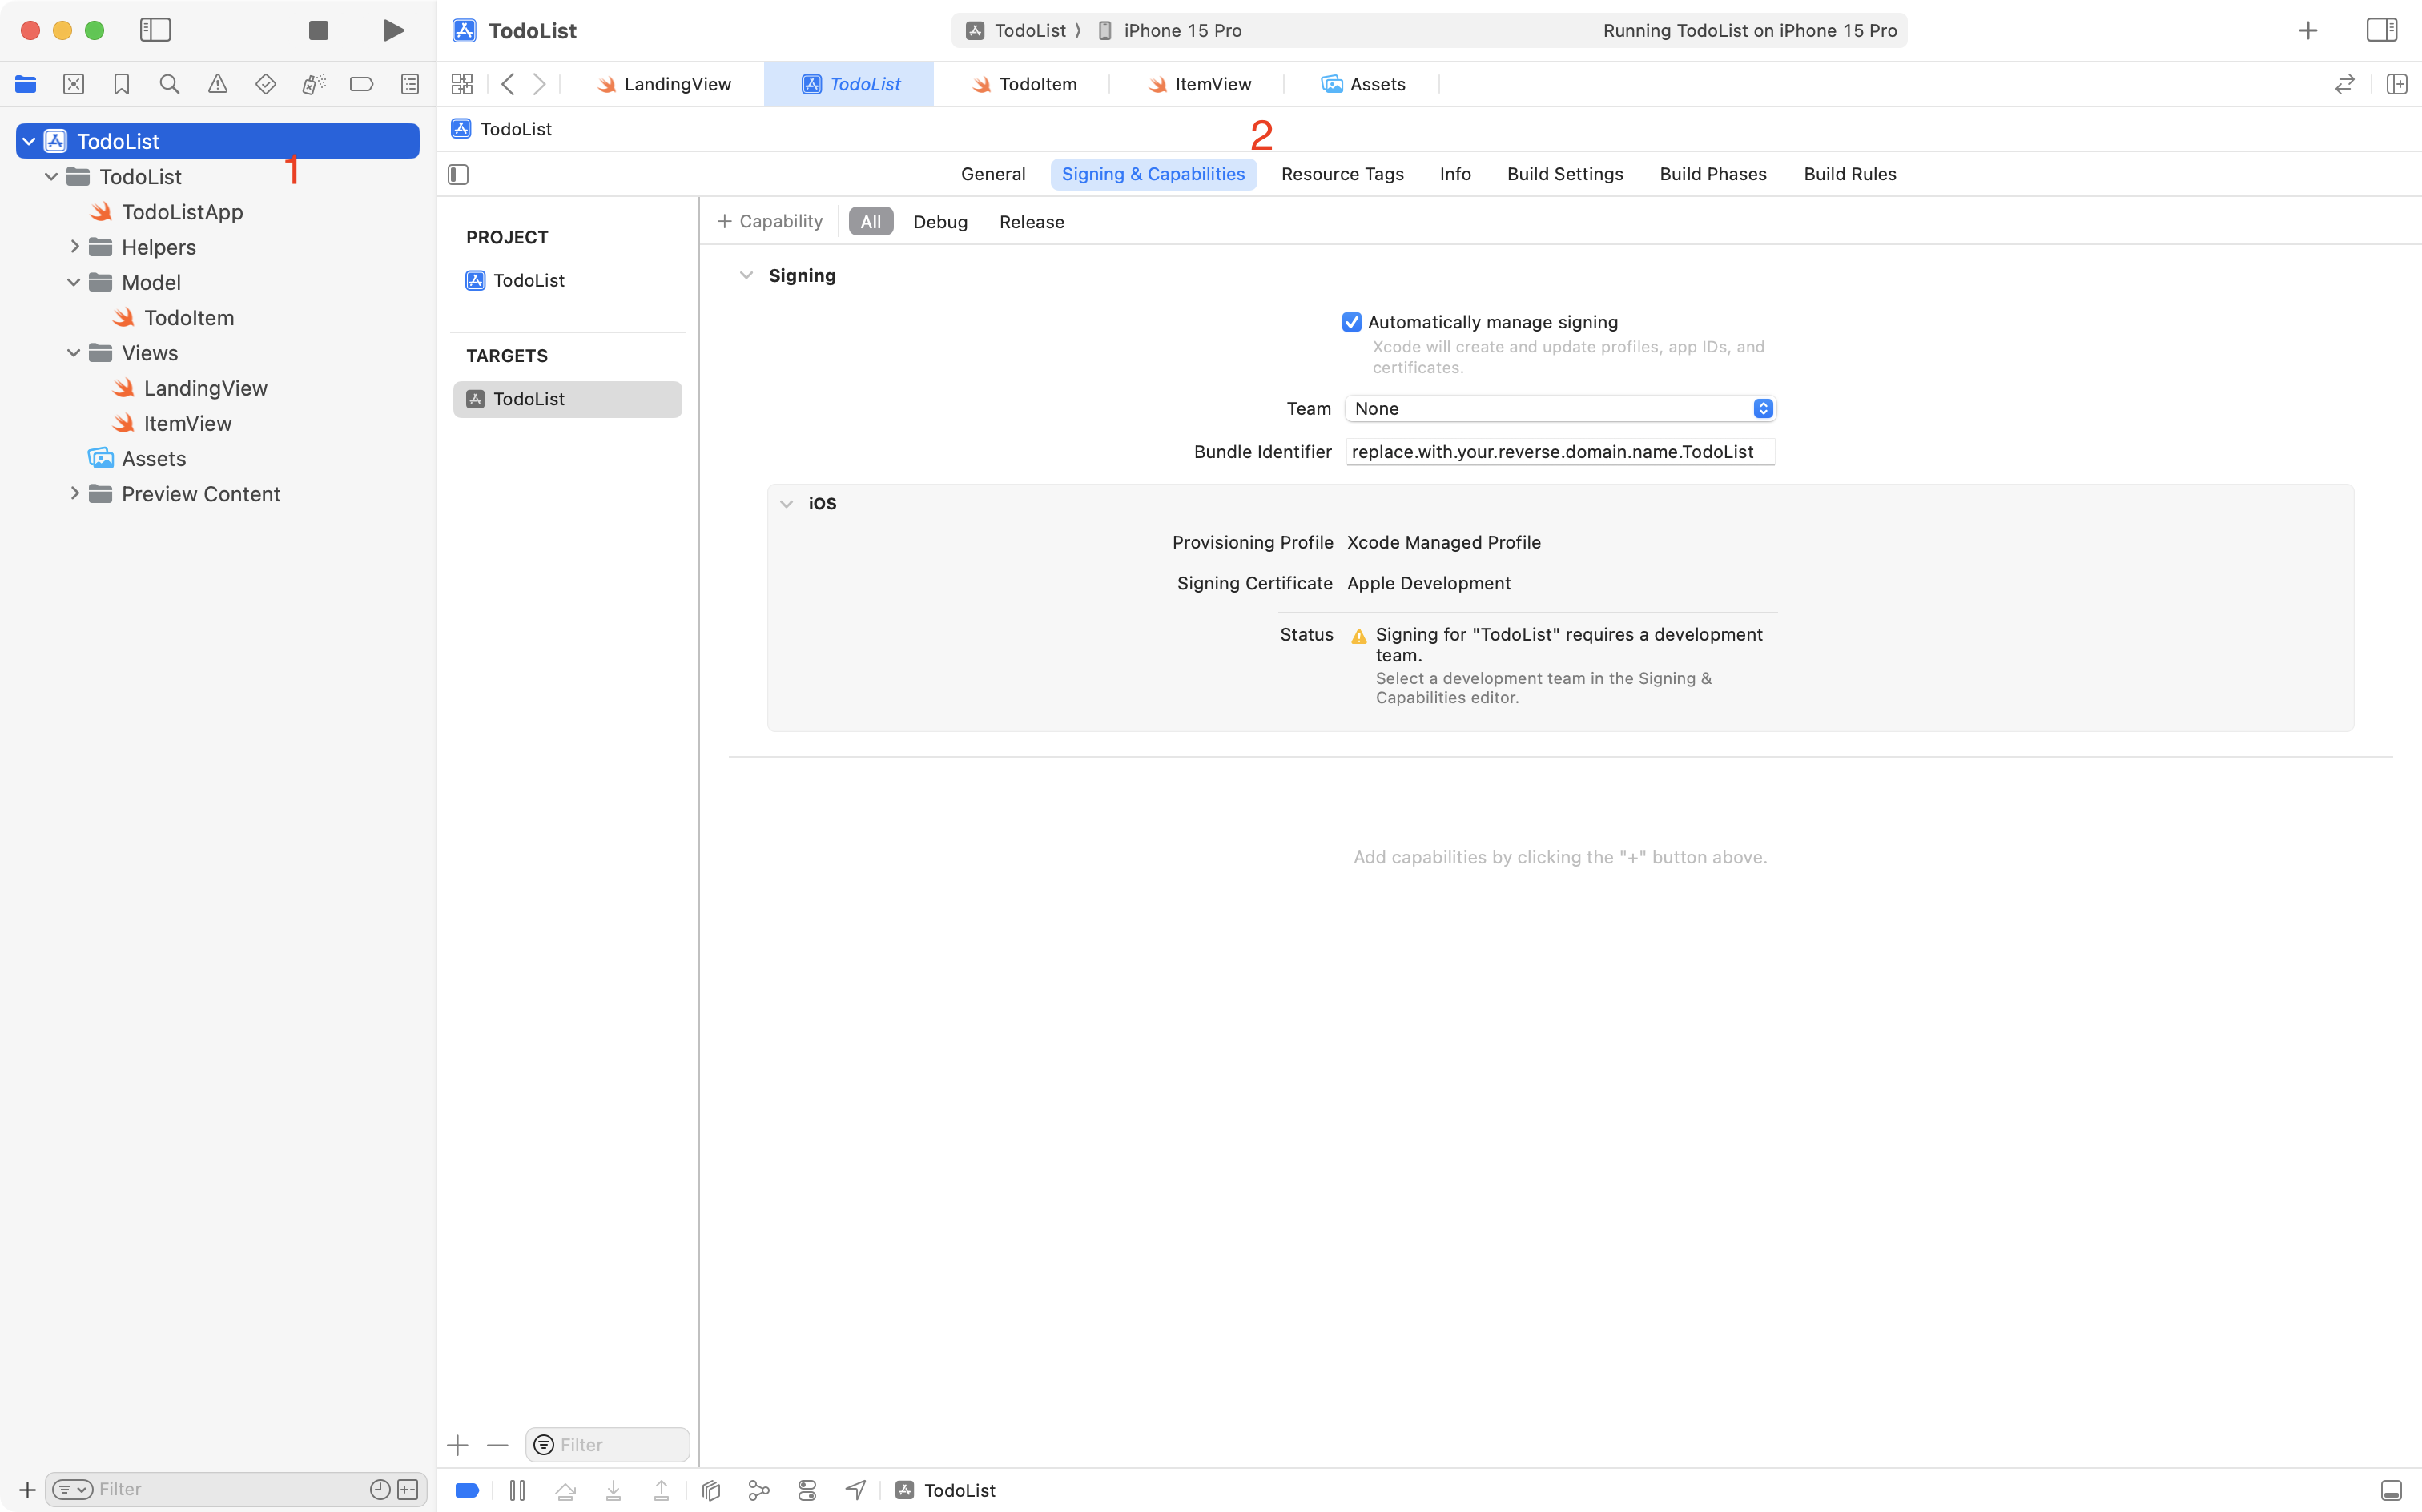 TodoList
TodoList
iPhone 15 Pro
Running TodoList on iPhone 15 Pro
LandingView
TodoList
TodoItem
ItemView
Assets
TodoList
TodoList
2
1
TodoList
TodoListApp
Helpers
Model
TodoItem
Views
LandingView
ItemView
Assets
Preview Content
General
Signing & Capabilities
Resource Tags
Info
Build Settings
Build Phases
Build Rules
PROJECT
TodoList
TARGETS
TodoList
+ Capability
All
Debug
Release
Signing
Automatically manage signing
Xcode will create and update profiles, app IDs, and
certificates.
Team
None
Bundle Identifier
replace.with.your.reverse.domain.name.TodoList
iOS
Provisioning Profile
Xcode Managed Profile
Signing Certificate
Apple Development
Status
Signing for "TodoList" requires a development
team.
Select a development team in the Signing &
Capabilities editor.
Add capabilities by clicking the "+" button above.
Filter
Filter
TodoList